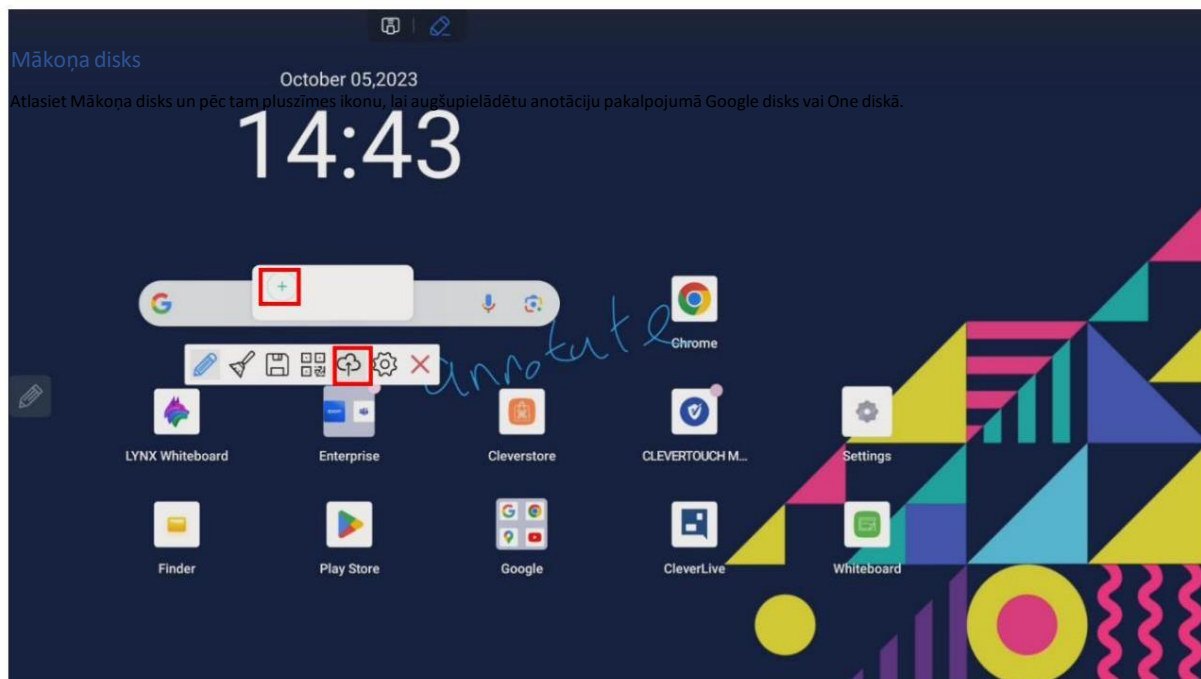 Mākoņa disks
October 05,2023
Atlasiet Mākoņa disks un pēc tam pluszīmes ikonu, lai augšupielādētu anotāciju pakalpojumā Google disks vai One diskā.
14:43
annotate
Chrome
LYNX Whiteboard
Enterprise
Cleverstore
CLEVERTOUCH M...
Settings
Finder
Play Store
Google
CleverLive
Whiteboard